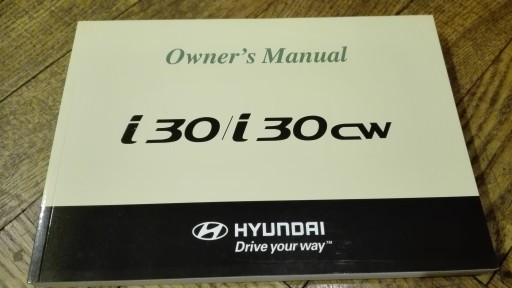 Owner's Manual
i30/i30cw
HYUNDAI
Drive your way™